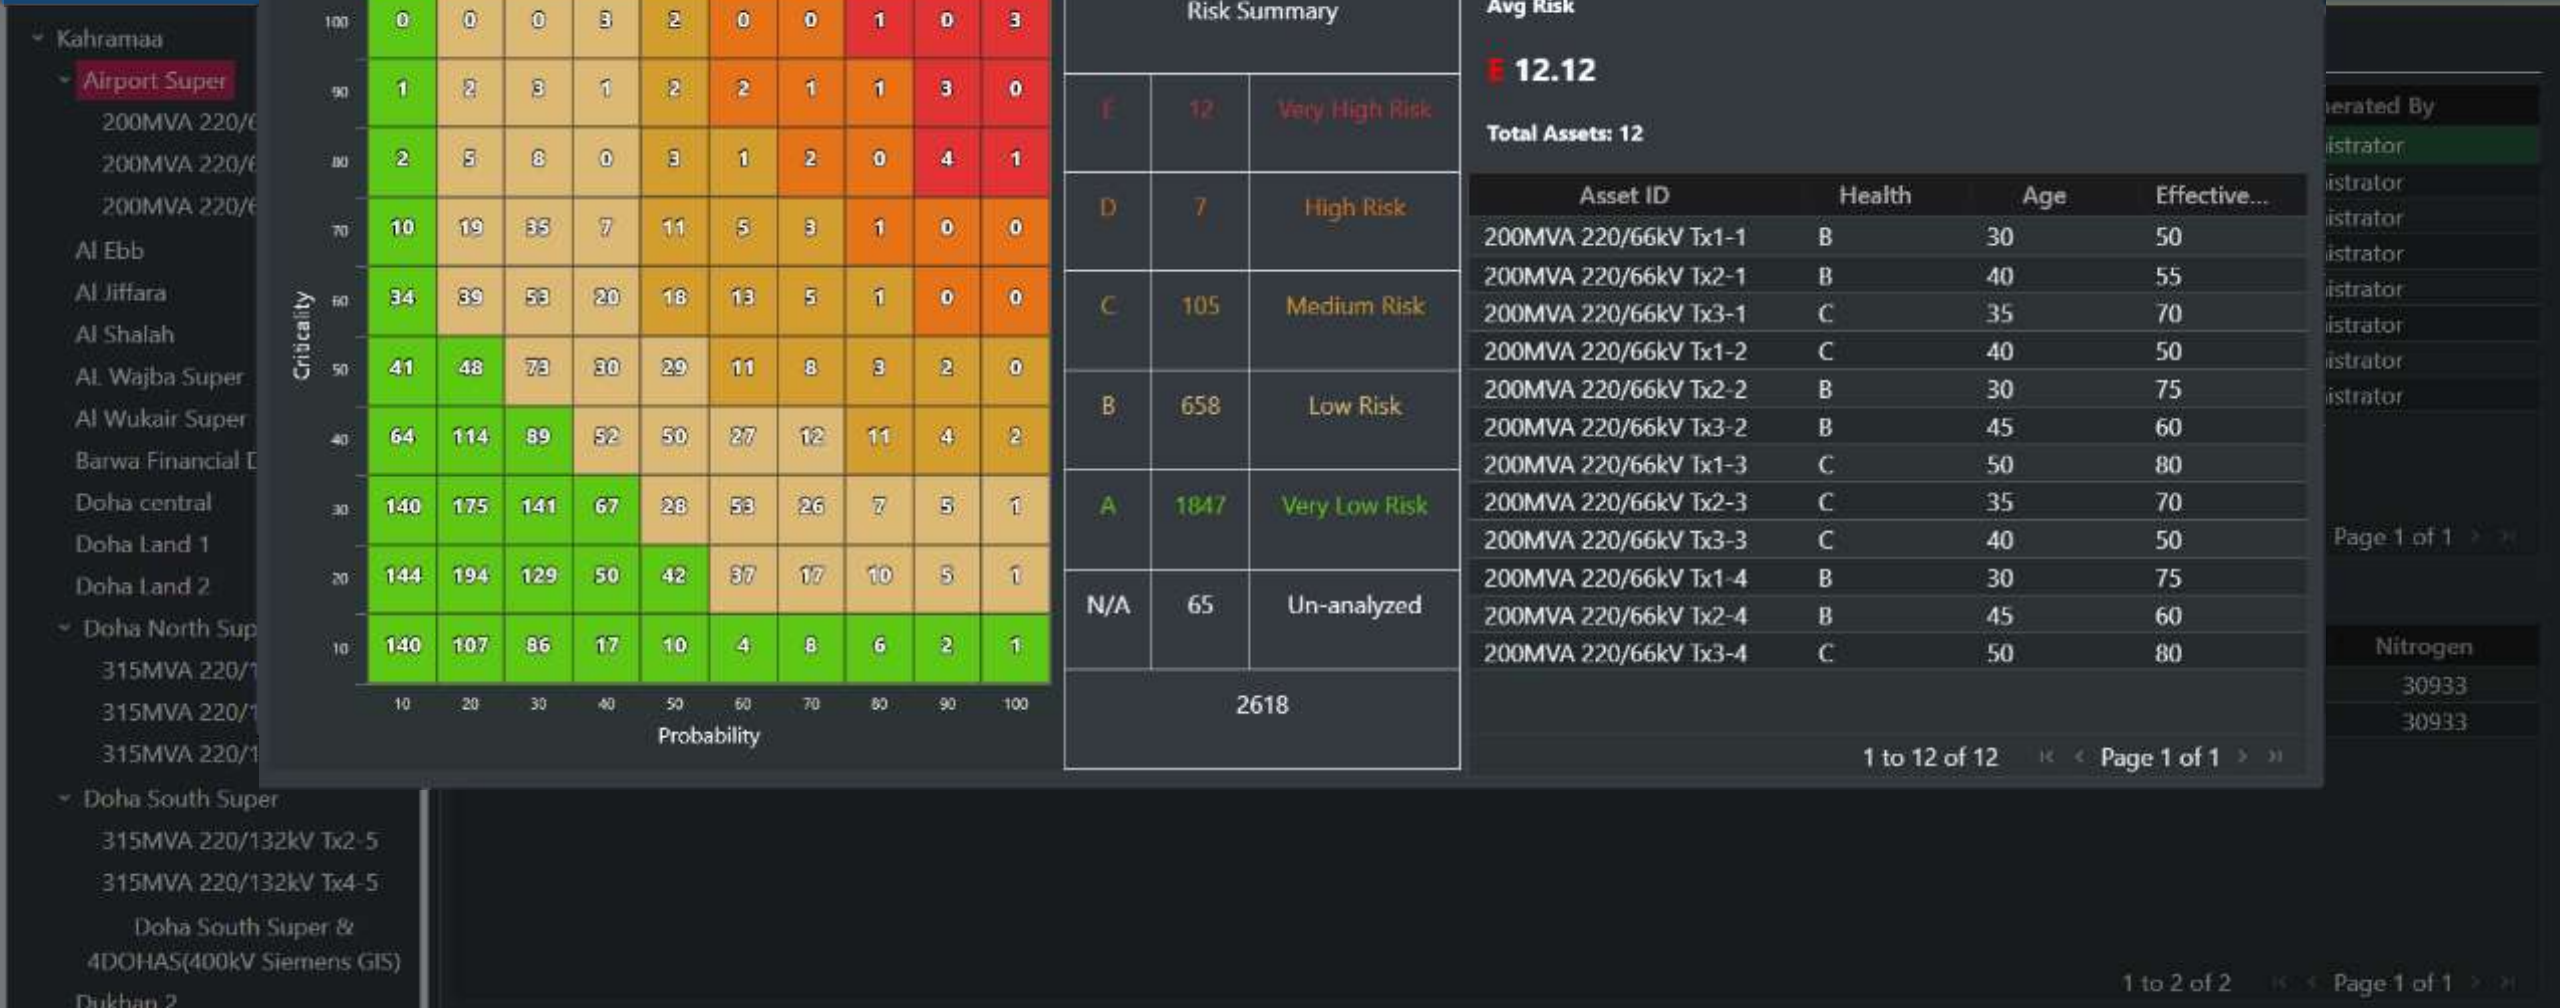 Kahramaa
Airport Super
200MVA 220/6
200MVA 220/6
200MVA 220/6
Al Ebb
Al Jiffara
Al Shalah
AL Wajba Super
Al Wukair Super
Barwa Financial D
Doha central
Doha Land 1
Doha Land 2
Doha North Sup
315MVA 220/1
315MVA 220/1
315MVA 220/1
Doha South Super
315MVA 220/132kV Tx2-5
315MVA 220/132kV Tx4-5
Doha South Super &
4DOHAS(400kV Siemens GIS)
Dukhan 2
Criticality
100 0 0 0 3 2 0 0 1 0 3
90 1 2 3 1 2 2 1 1 3 0
80 2 5 8 0 3 1 2 0 4 1
70 10 19 35 7 11 5 3 1 0 0
60 34 39 53 20 18 13 5 1 0 0
50 41 48 73 30 29 11 8 3 2 0
40 64 114 89 52 50 27 12 11 4 2
30 140 175 141 67 28 53 26 7 5 1
20 144 194 129 50 42 37 17 10 5 1
10 140 107 86 17 10 4 8 6 2 1
10 20 30 40 50 60 70 80 90 100
Probability
Risk Summary
E 12 Very High Risk
D 7 High Risk
C 105 Medium Risk
B 658 Low Risk
A 1847 Very Low Risk
N/A 65 Un-analyzed
2618
Avg Risk
E 12.12
Total Assets: 12
Asset ID Health Age Effective...
200MVA 220/66kV Tx1-1 B 30 50
200MVA 220/66kV Tx2-1 B 40 55
200MVA 220/66kV Tx3-1 C 35 70
200MVA 220/66kV Tx1-2 C 40 50
200MVA 220/66kV Tx2-2 B 30 75
200MVA 220/66kV Tx3-2 B 45 60
200MVA 220/66kV Tx1-3 C 50 80
200MVA 220/66kV Tx2-3 C 35 70
200MVA 220/66kV Tx3-3 C 40 50
200MVA 220/66kV Tx1-4 B 30 75
200MVA 220/66kV Tx2-4 B 45 60
200MVA 220/66kV Tx3-4 C 50 80
1 to 12 of 12 Page 1 of 1
nerated By
istrator
istrator
istrator
istrator
istrator
istrator
istrator
istrator
Page 1 of 1
Nitrogen
30933
30933
1 to 2 of 2 Page 1 of 1